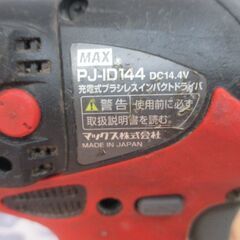 MAX
PJ-ID144 DC14.4V
充電式ブラシレスインパクトドライバ
警告 使用前に必ず
取扱説明書を読む
マックス株式会社
MADE IN JAPAN